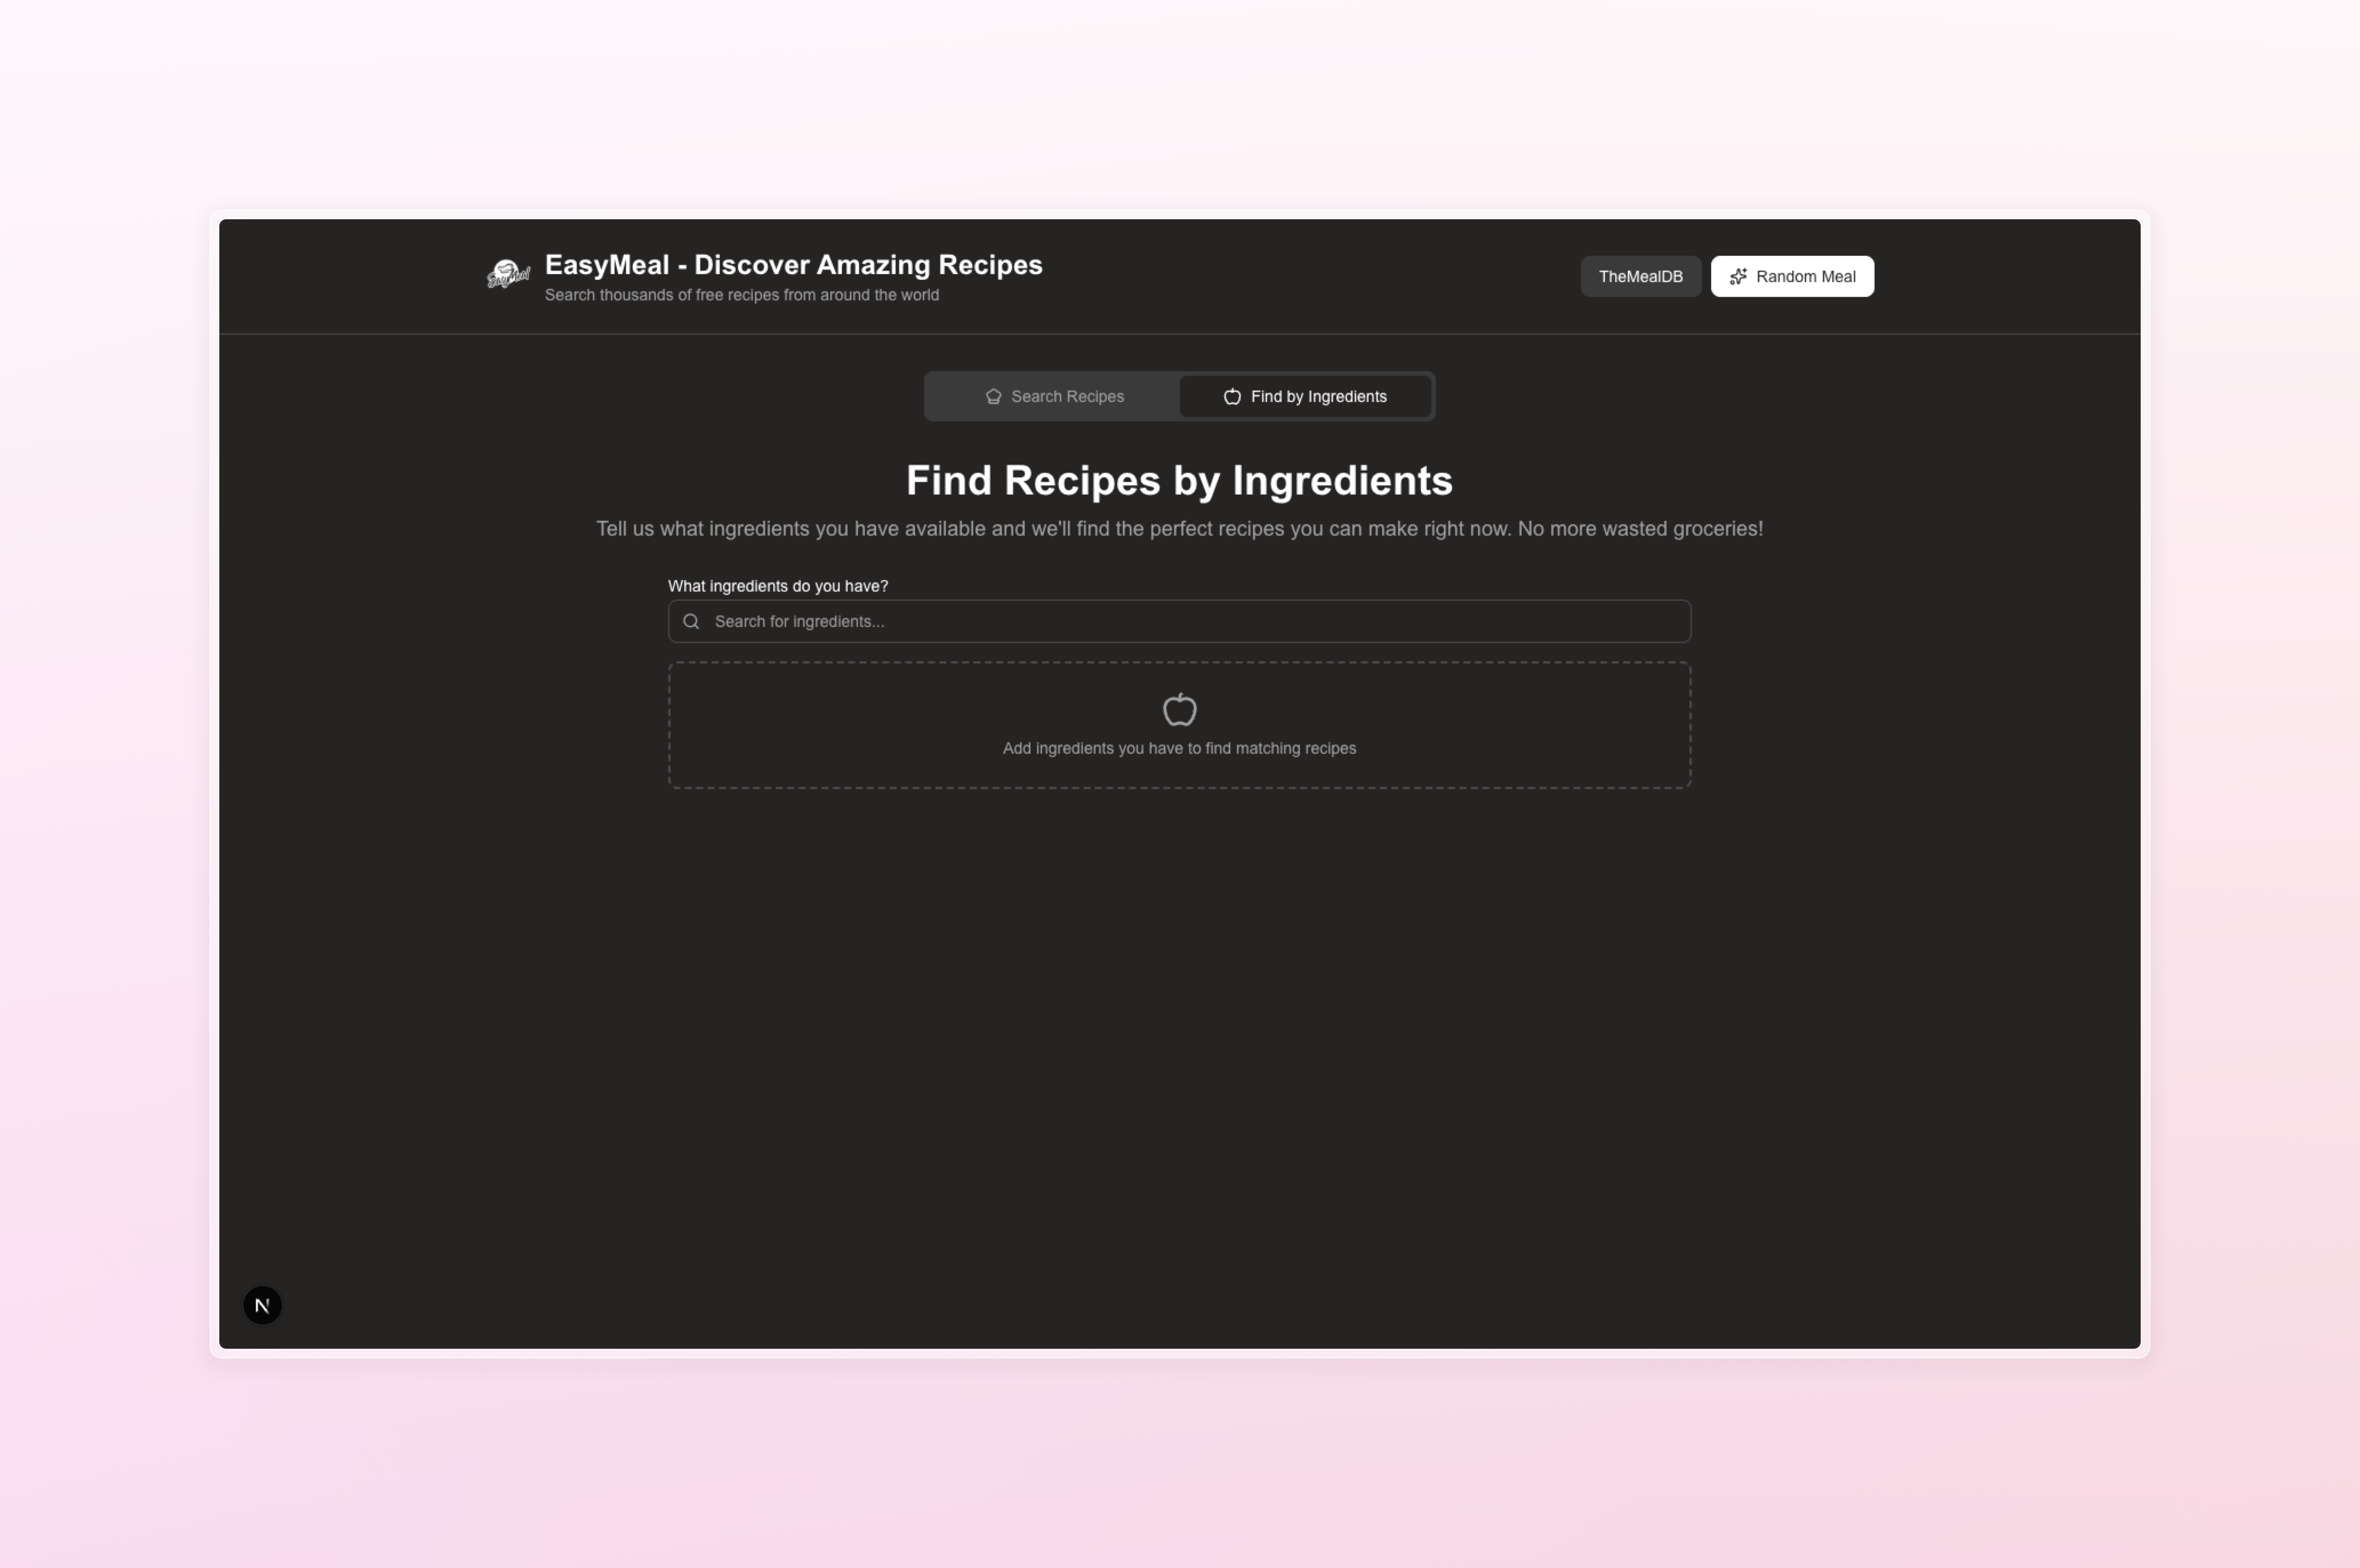 EasyMeal
EasyMeal - Discover Amazing Recipes
Search thousands of free recipes from around the world
TheMealDB
Random Meal
Search Recipes
Find by Ingredients
Find Recipes by Ingredients
Tell us what ingredients you have available and we'll find the perfect recipes you can make right now. No more wasted groceries!
What ingredients do you have?
Search for ingredients...
Add ingredients you have to find matching recipes
N